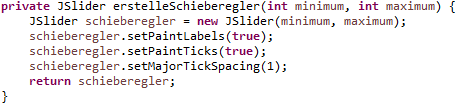 private JSlider erstelleSchieberegler(int minimum, int maximum) {
    JSlider schieberegler = new JSlider(minimum, maximum);
    schieberegler.setPaintLabels(true);
    schieberegler.setPaintTicks(true);
    schieberegler.setMajorTickSpacing(1);
    return schieberegler;
}